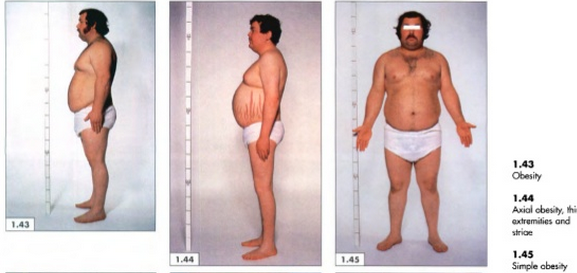 1.43
1.44
1.45
1.43
Obesity
1.44
Axial obesity, thi
extremities and
striae
1.45
Simple obesity